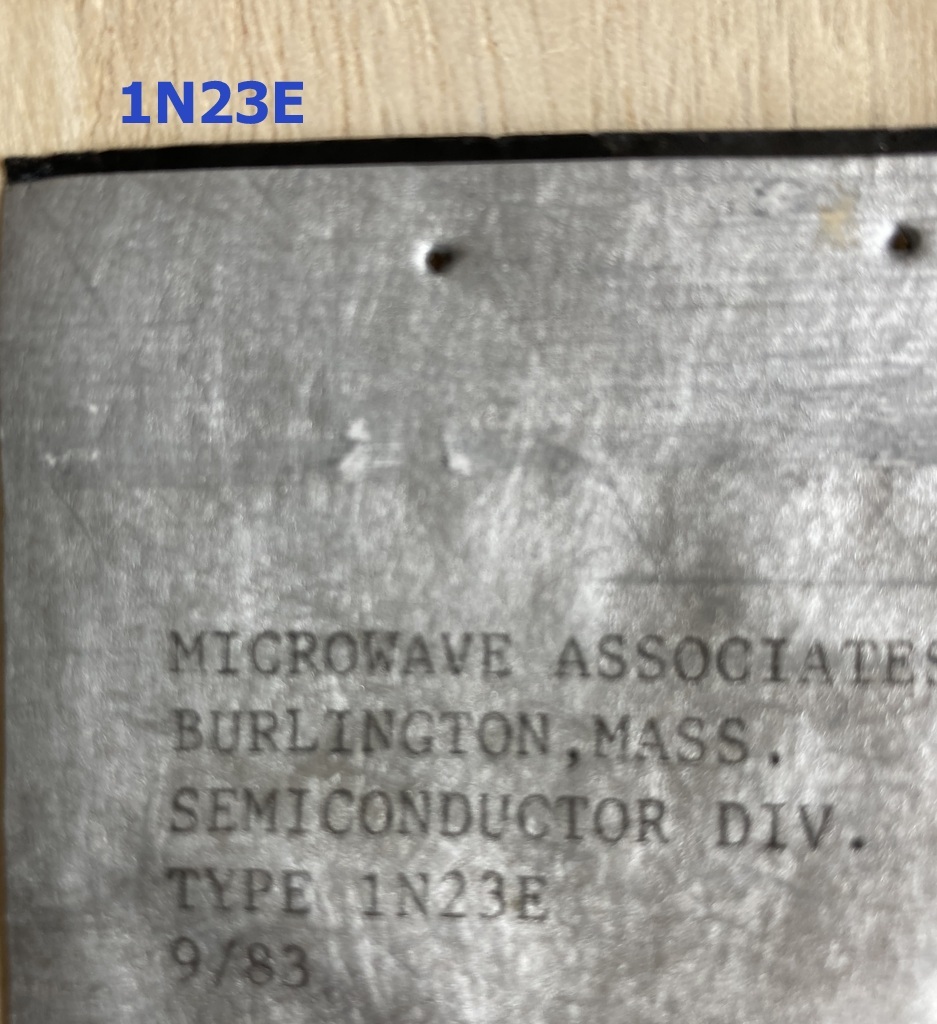 1N23E
MICROWAVE ASSOCIATES
BURLINGTON,MASS.
SEMICONDUCTOR DIV.
TYPE 1N23E
9/83